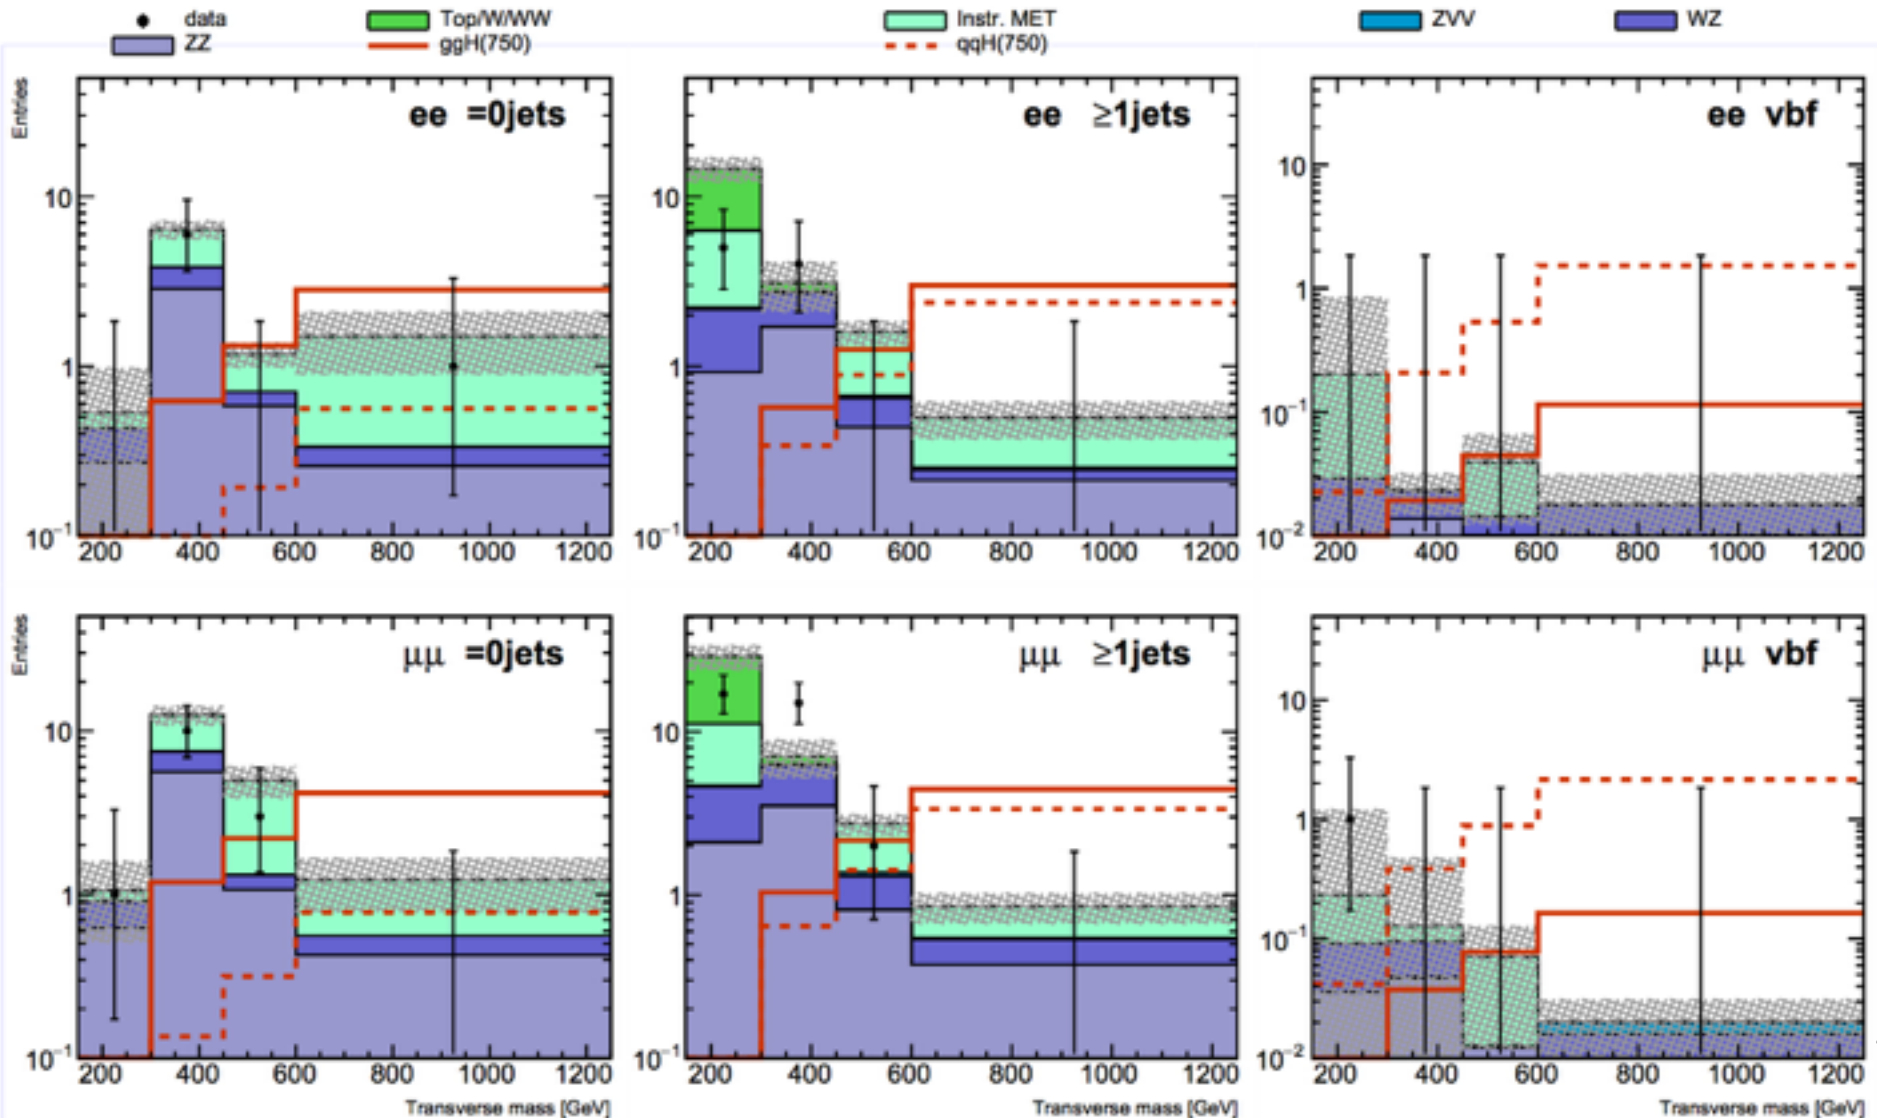 data Top/W/WW Instr. MET ZVV WZ
ZZ ggH(750) qqH(750)
Entries
ee =0jets
10
1
10⁻¹
200 400 600 800 1000 1200
ee ≥1jets
10
1
10⁻¹
200 400 600 800 1000 1200
ee vbf
10
1
10⁻¹
10⁻²
200 400 600 800 1000 1200
Entries
μμ =0jets
10
1
10⁻¹
200 400 600 800 1000 1200
Transverse mass [GeV]
μμ ≥1jets
10
1
10⁻¹
200 400 600 800 1000 1200
Transverse mass [GeV]
μμ vbf
10
1
10⁻¹
10⁻²
200 400 600 800 1000 1200
Transverse mass [GeV]